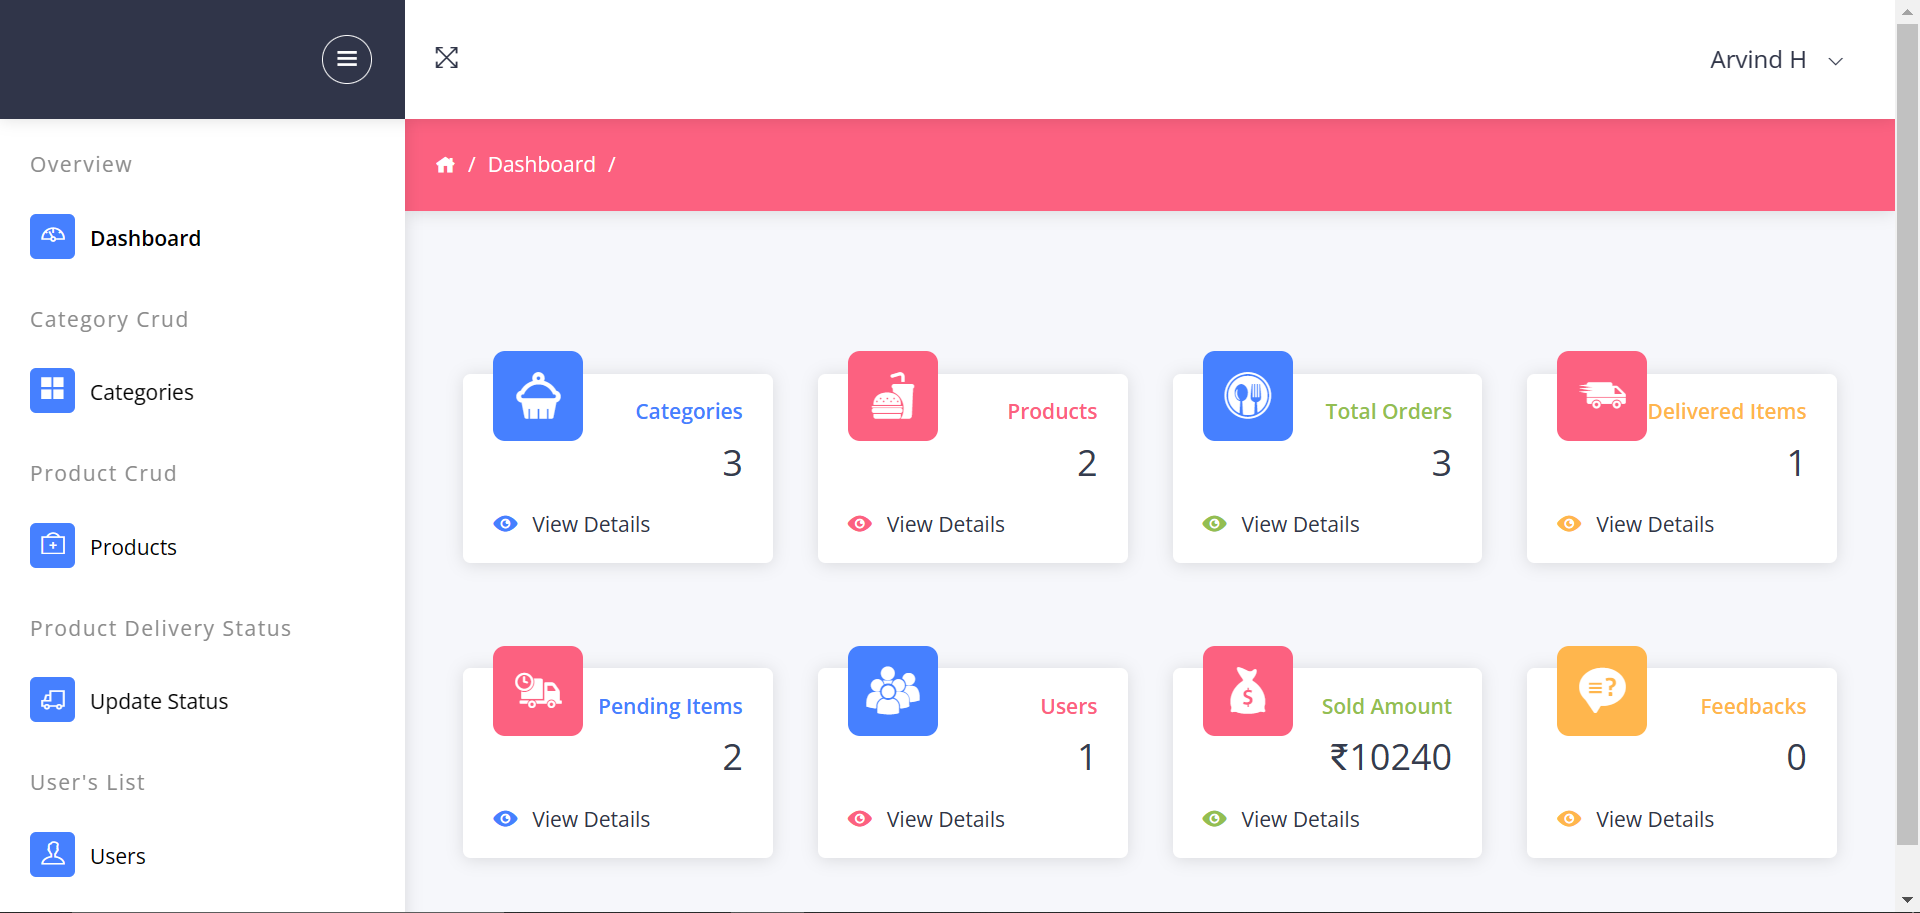 Arvind H
/ Dashboard /
Overview
Dashboard
Category Crud
Categories
Product Crud
Products
Product Delivery Status
Update Status
User's List
Users
Categories
3
View Details
Products
2
View Details
Total Orders
3
View Details
Delivered Items
1
View Details
Pending Items
2
View Details
Users
1
View Details
$
Sold Amount
₹10240
View Details
=?
Feedbacks
0
View Details